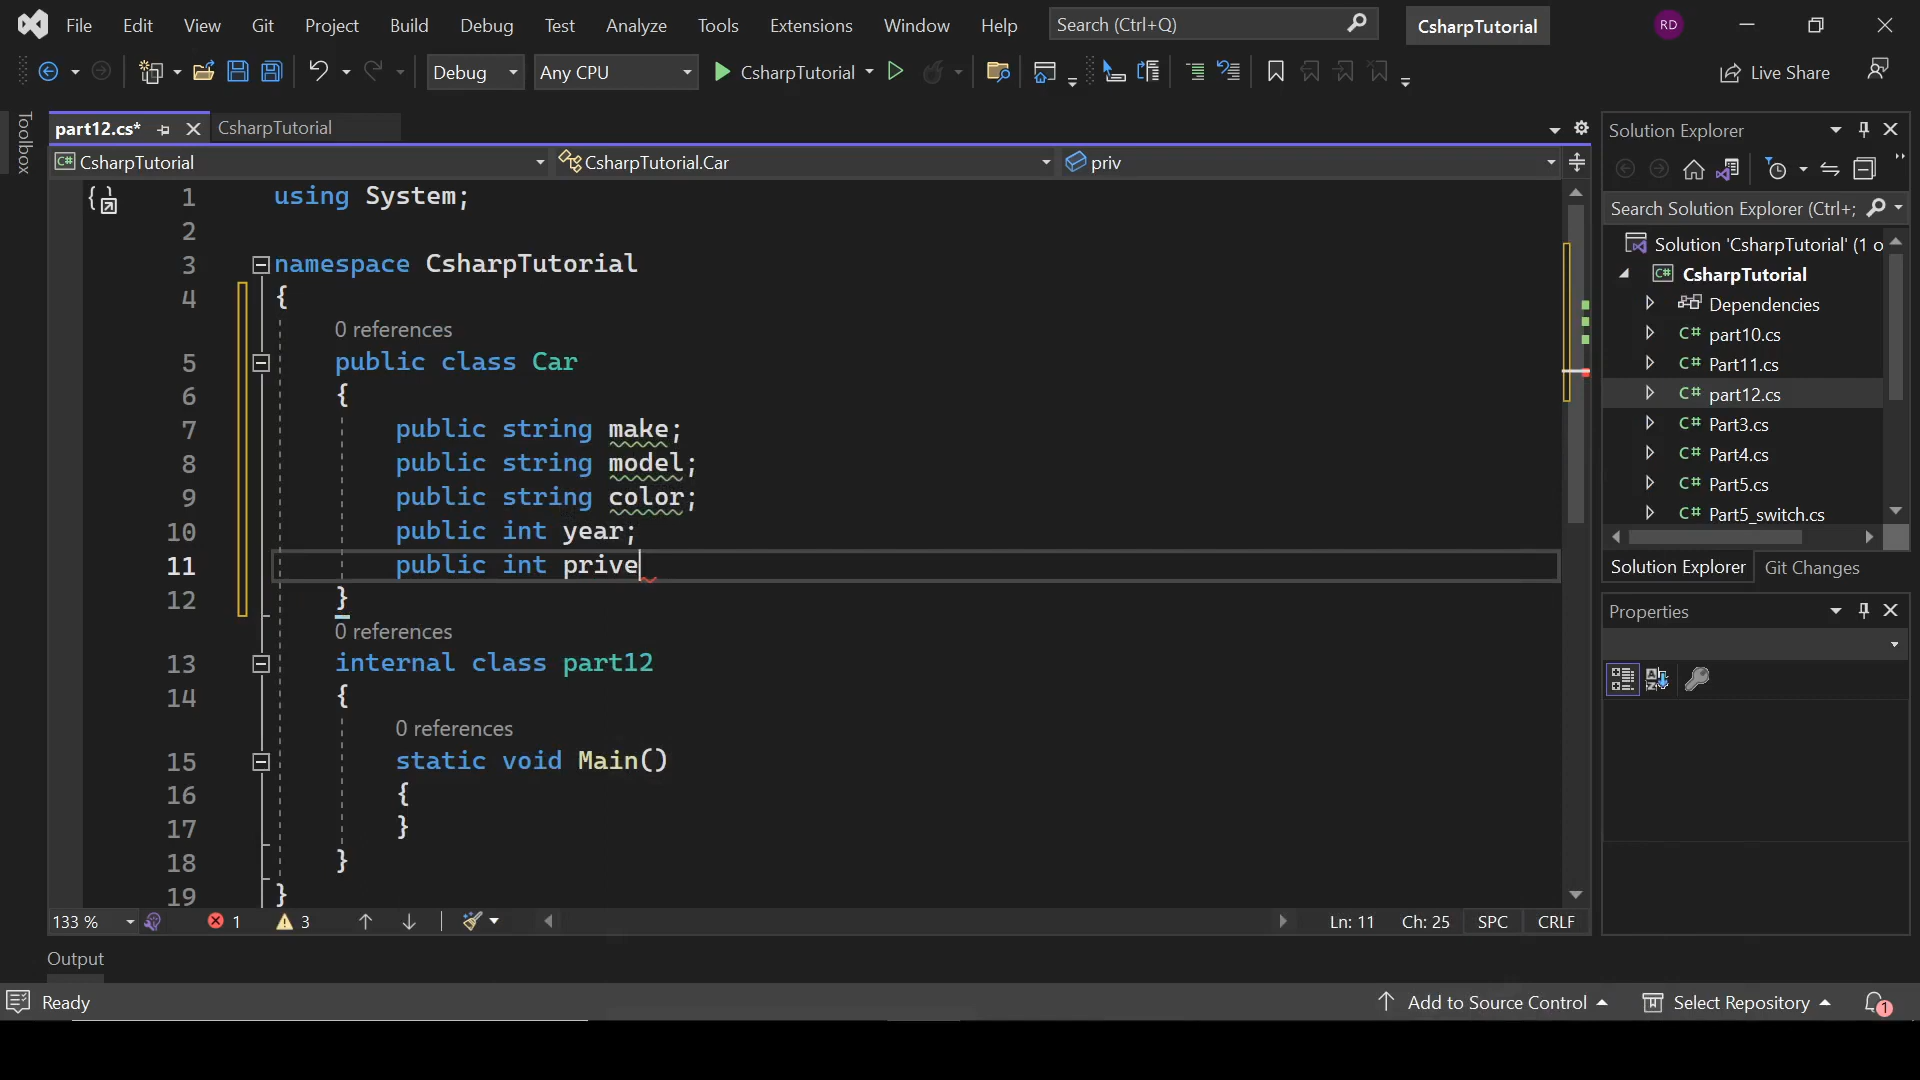 File Edit View Git Project Build Debug Test Analyze Tools Extensions Window Help Search (Ctrl+Q) CsharpTutorial RD
Debug Any CPU CsharpTutorial Live Share
Toolbox
part12.cs* CsharpTutorial
C# CsharpTutorial CsharpTutorial.Car priv
1 using System;
2
3 namespace CsharpTutorial
4 {
0 references
5 public class Car
6 {
7 public string make;
8 public string model;
9 public string color;
10 public int year;
11 public int prive
12 }
0 references
13 internal class part12
14 {
0 references
15 static void Main()
16 {
17 }
18 }
19 }
133 % 1 3 Ln: 11 Ch: 25 SPC CRLF
Output
Ready Add to Source Control Select Repository 1
Solution Explorer
Search Solution Explorer (Ctrl+;
Solution 'CsharpTutorial' (1 o
C# CsharpTutorial
Dependencies
C# part10.cs
C# Part11.cs
C# part12.cs
C# Part3.cs
C# Part4.cs
C# Part5.cs
C# Part5_switch.cs
Solution Explorer Git Changes
Properties